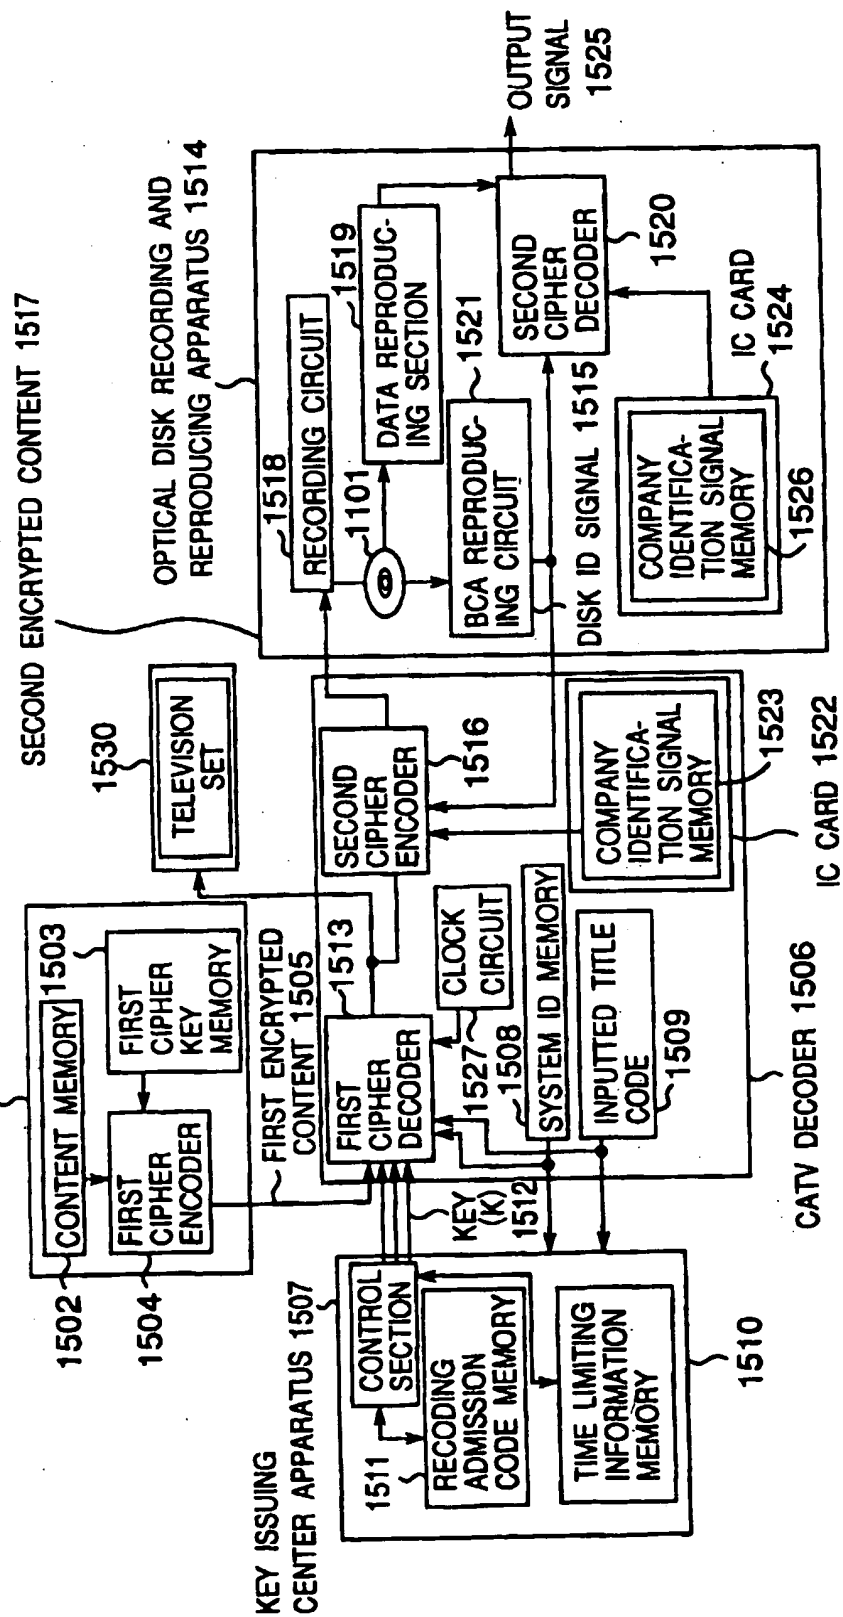 SECOND ENCRYPTED CONTENT 1517
OPTICAL DISK RECORDING AND
REPRODUCING APPARATUS 1514
1530
TELEVISION
SET
1502
CONTENT MEMORY
1503
FIRST
CIPHER
KEY
MEMORY
FIRST
CIPHER
ENCODER
1504
FIRST ENCRYPTED
CONTENT 1505
1513
FIRST
CIPHER
DECODER
SECOND
CIPHER
ENCODER
1516
CLOCK
CIRCUIT
1527
1508
SYSTEM ID MEMORY
INPUTTED TITLE
CODE
1509
COMPANY
IDENTIFICA-
TION SIGNAL
MEMORY
1523
IC CARD 1522
CATV DECODER 1506
KEY ISSUING
CENTER APPARATUS 1507
CONTROL
SECTION
KEY
(K)
1512
1511
RECODING
ADMISSION
CODE MEMORY
TIME LIMITING
INFORMATION
MEMORY
1510
1518
RECORDING CIRCUIT
1101
1519
DATA REPRODUC-
ING SECTION
BCA REPRODUC-
ING CIRCUIT
1521
DISK ID SIGNAL 1515
SECOND
CIPHER
DECODER
1520
OUTPUT
SIGNAL
1525
COMPANY
IDENTIFICA-
TION SIGNAL
MEMORY
1526
IC CARD
1524